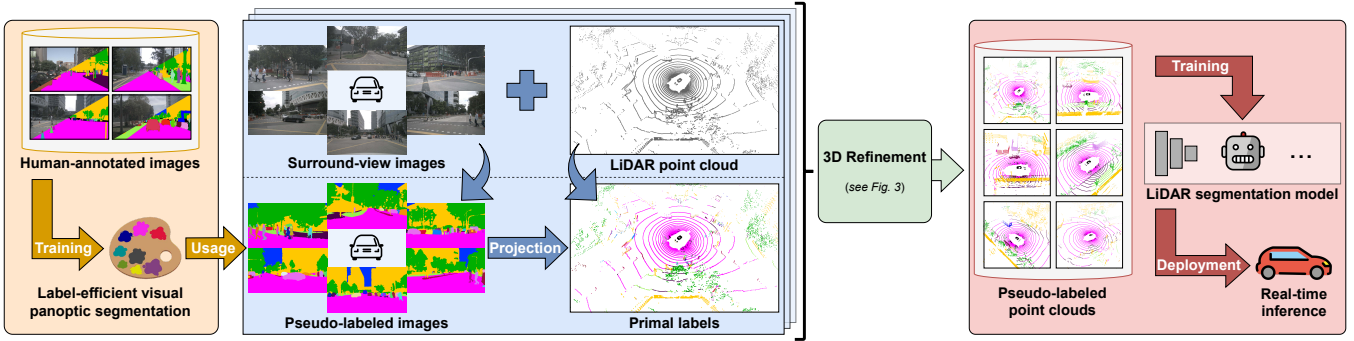 Human-annotated images
Training
Usage
Label-efficient visual
panoptic segmentation
Surround-view images
LiDAR point cloud
Projection
Pseudo-labeled images
Primal labels
3D Refinement
(see Fig. 3)
Pseudo-labeled
point clouds
Training
...
LiDAR segmentation model
Deployment
Real-time
inference